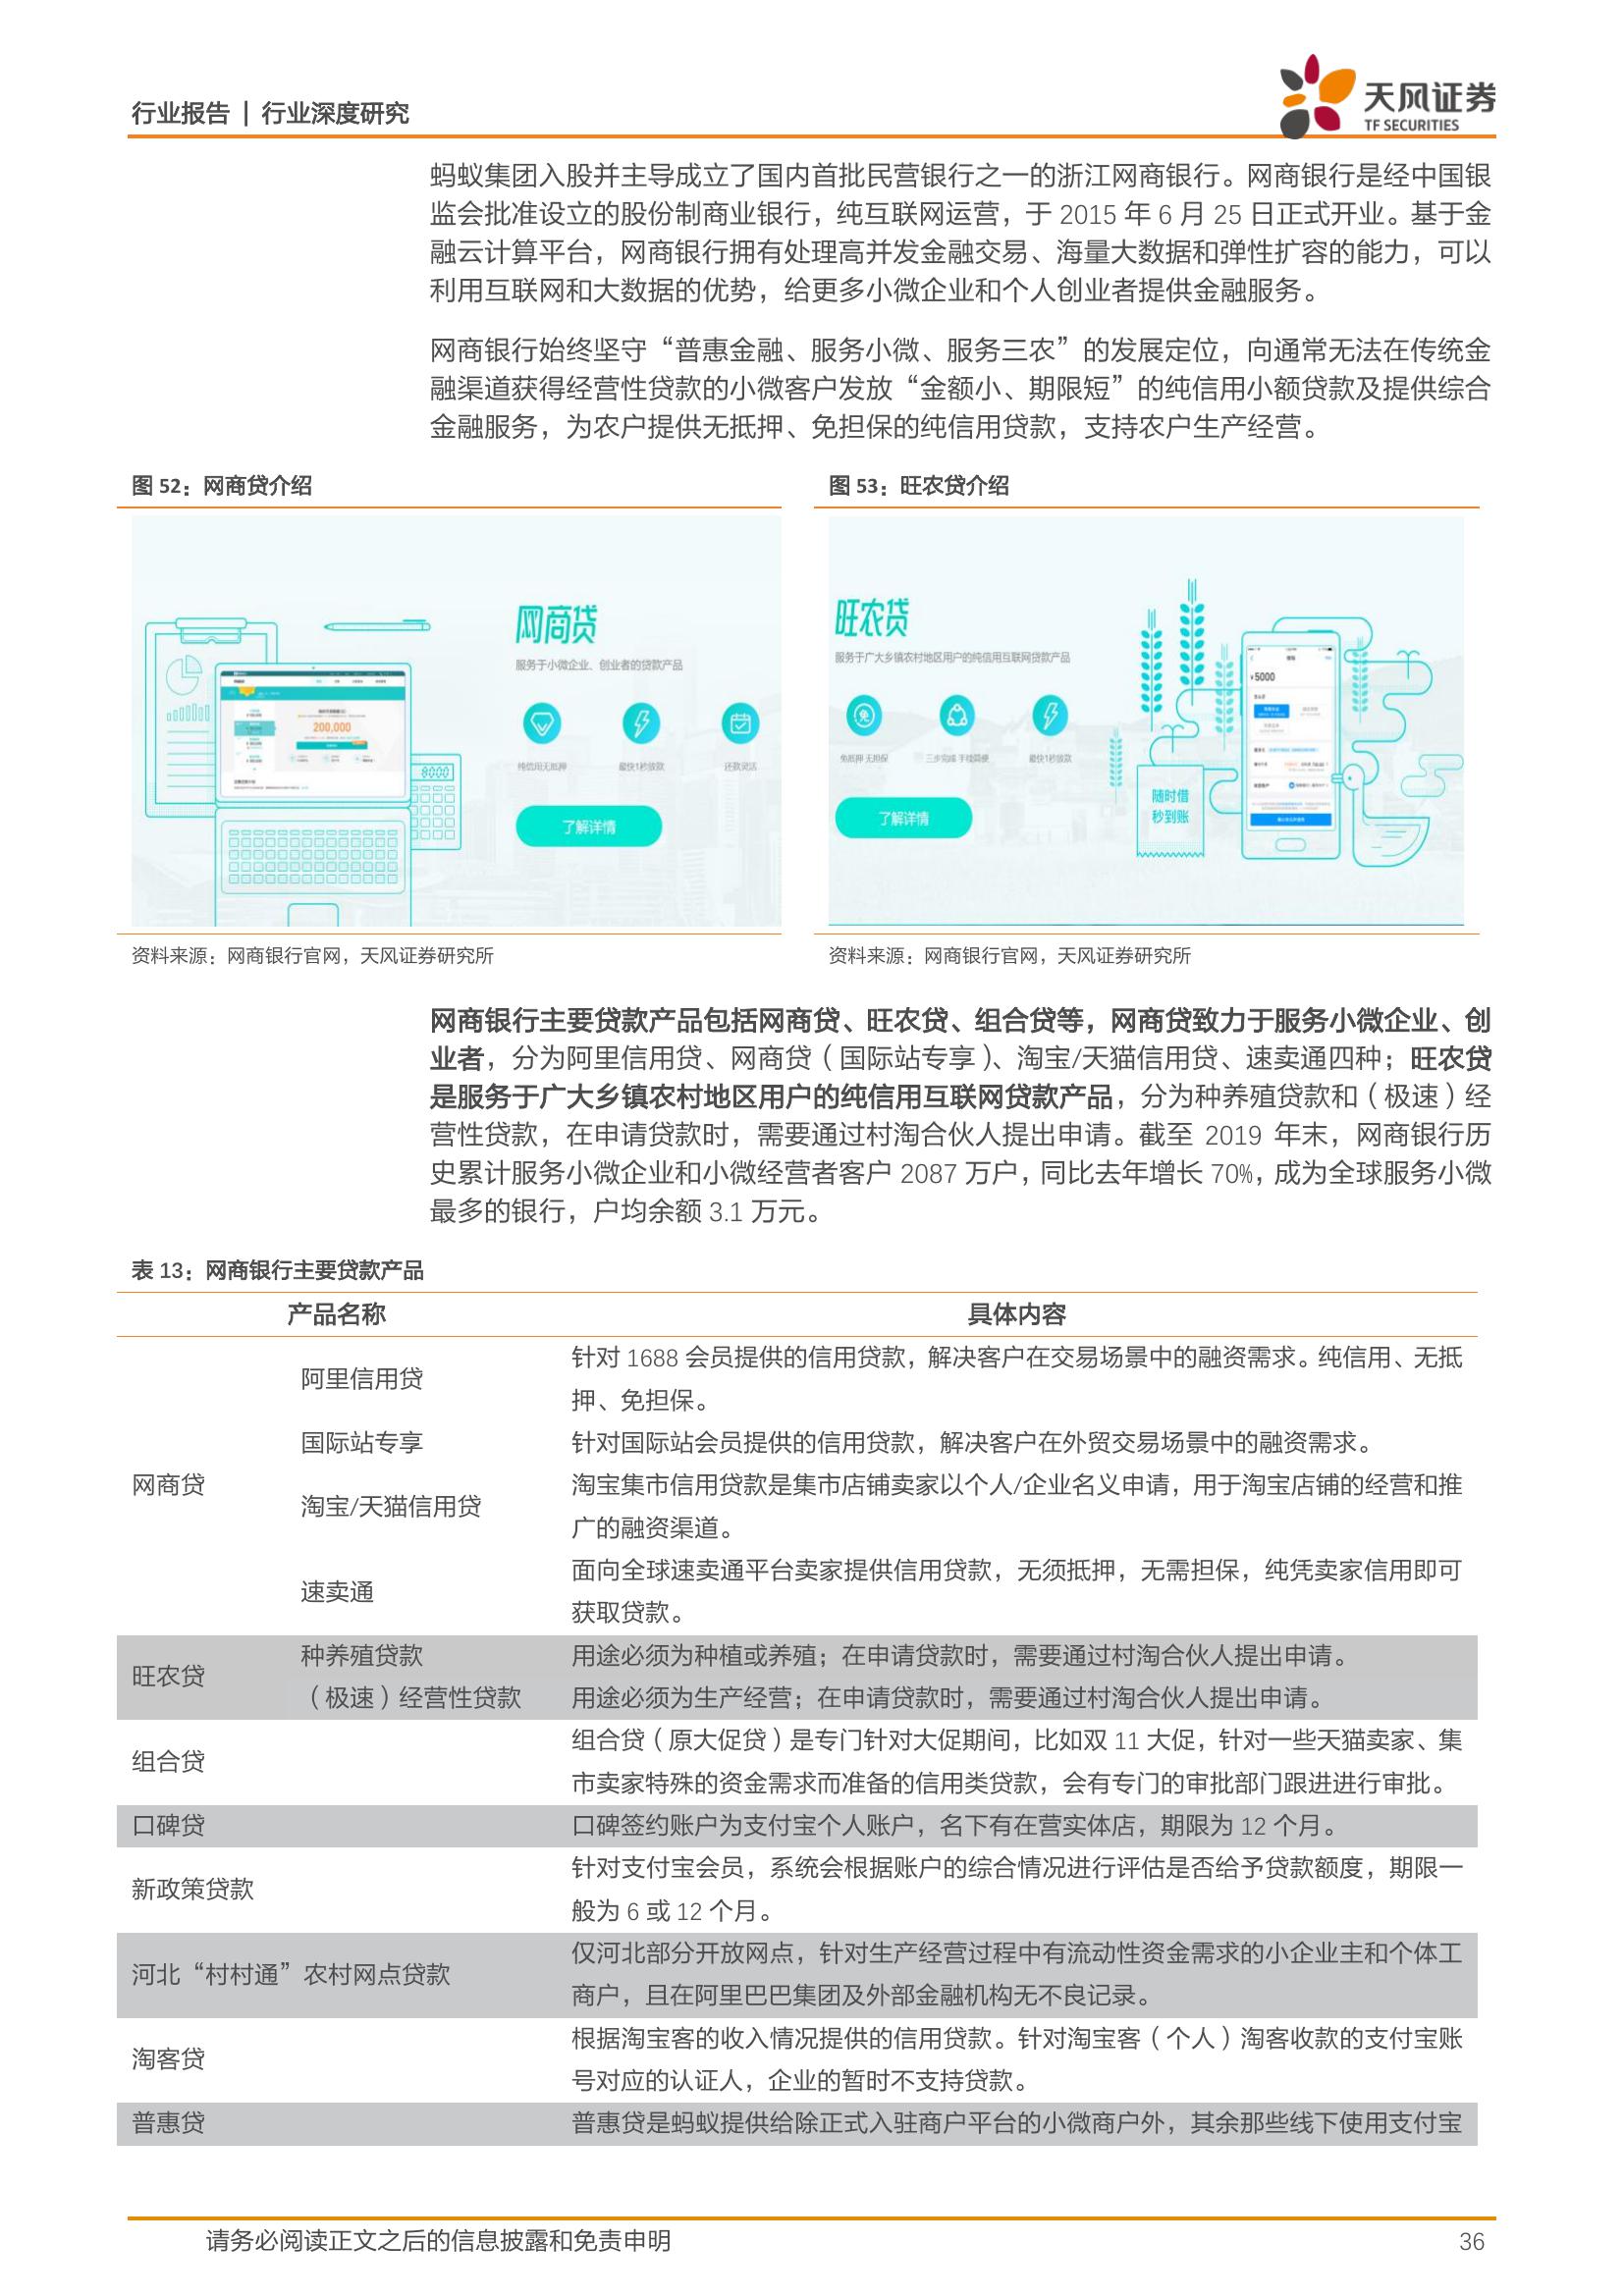 行业报告 | 行业深度研究
天风证券
TF SECURITIES
蚂蚁集团入股并主导成立了国内首批民营银行之一的浙江网商银行。网商银行是经中国银
监会批准设立的股份制商业银行，纯互联网运营，于 2015 年 6 月 25 日正式开业。基于金
融云计算平台，网商银行拥有处理高并发金融交易、海量大数据和弹性扩容的能力，可以
利用互联网和大数据的优势，给更多小微企业和个人创业者提供金融服务。
网商银行始终坚守“普惠金融、服务小微、服务三农”的发展定位，向通常无法在传统金
融渠道获得经营性贷款的小微客户发放“金额小、期限短”的纯信用小额贷款及提供综合
金融服务，为农户提供无抵押、免担保的纯信用贷款，支持农户生产经营。
图 52：网商贷介绍
网商贷
服务于小微企业、创业者的贷款产品
200,000
纯信用无抵押
最快1秒放款
还款灵活
了解详情
资料来源：网商银行官网，天风证券研究所
图 53：旺农贷介绍
旺农贷
服务于广大乡镇农村地区用户的纯信用互联网贷款产品
免
免抵押 无担保
三步完成 手续简便
最快1秒放款
了解详情
¥5000
随时借
秒到账
资料来源：网商银行官网，天风证券研究所
网商银行主要贷款产品包括网商贷、旺农贷、组合贷等，网商贷致力于服务小微企业、创
业者，分为阿里信用贷、网商贷（国际站专享）、淘宝/天猫信用贷、速卖通四种；旺农贷
是服务于广大乡镇农村地区用户的纯信用互联网贷款产品，分为种养殖贷款和（极速）经
营性贷款，在申请贷款时，需要通过村淘合伙人提出申请。截至 2019 年末，网商银行历
史累计服务小微企业和小微经营者客户 2087 万户，同比去年增长 70%，成为全球服务小微
最多的银行，户均余额 3.1 万元。
表 13：网商银行主要贷款产品
产品名称 具体内容
网商贷
阿里信用贷
针对 1688 会员提供的信用贷款，解决客户在交易场景中的融资需求。纯信用、无抵
押、免担保。
国际站专享 针对国际站会员提供的信用贷款，解决客户在外贸交易场景中的融资需求。
淘宝/天猫信用贷
淘宝集市信用贷款是集市店铺卖家以个人/企业名义申请，用于淘宝店铺的经营和推
广的融资渠道。
速卖通
面向全球速卖通平台卖家提供信用贷款，无须抵押，无需担保，纯凭卖家信用即可
获取贷款。
旺农贷
种养殖贷款 用途必须为种植或养殖；在申请贷款时，需要通过村淘合伙人提出申请。
（极速）经营性贷款 用途必须为生产经营；在申请贷款时，需要通过村淘合伙人提出申请。
组合贷
组合贷（原大促贷）是专门针对大促期间，比如双 11 大促，针对一些天猫卖家、集
市卖家特殊的资金需求而准备的信用类贷款，会有专门的审批部门跟进进行审批。
口碑贷 口碑签约账户为支付宝个人账户，名下有在营实体店，期限为 12 个月。
新政策贷款
针对支付宝会员，系统会根据账户的综合情况进行评估是否给予贷款额度，期限一
般为 6 或 12 个月。
河北“村村通”农村网点贷款
仅河北部分开放网点，针对生产经营过程中有流动性资金需求的小企业主和个体工
商户，且在阿里巴巴集团及外部金融机构无不良记录。
淘客贷
根据淘宝客的收入情况提供的信用贷款。针对淘宝客（个人）淘客收款的支付宝账
号对应的认证人，企业的暂时不支持贷款。
普惠贷 普惠贷是蚂蚁提供给除正式入驻商户平台的小微商户外，其余那些线下使用支付宝
请务必阅读正文之后的信息披露和免责申明 36